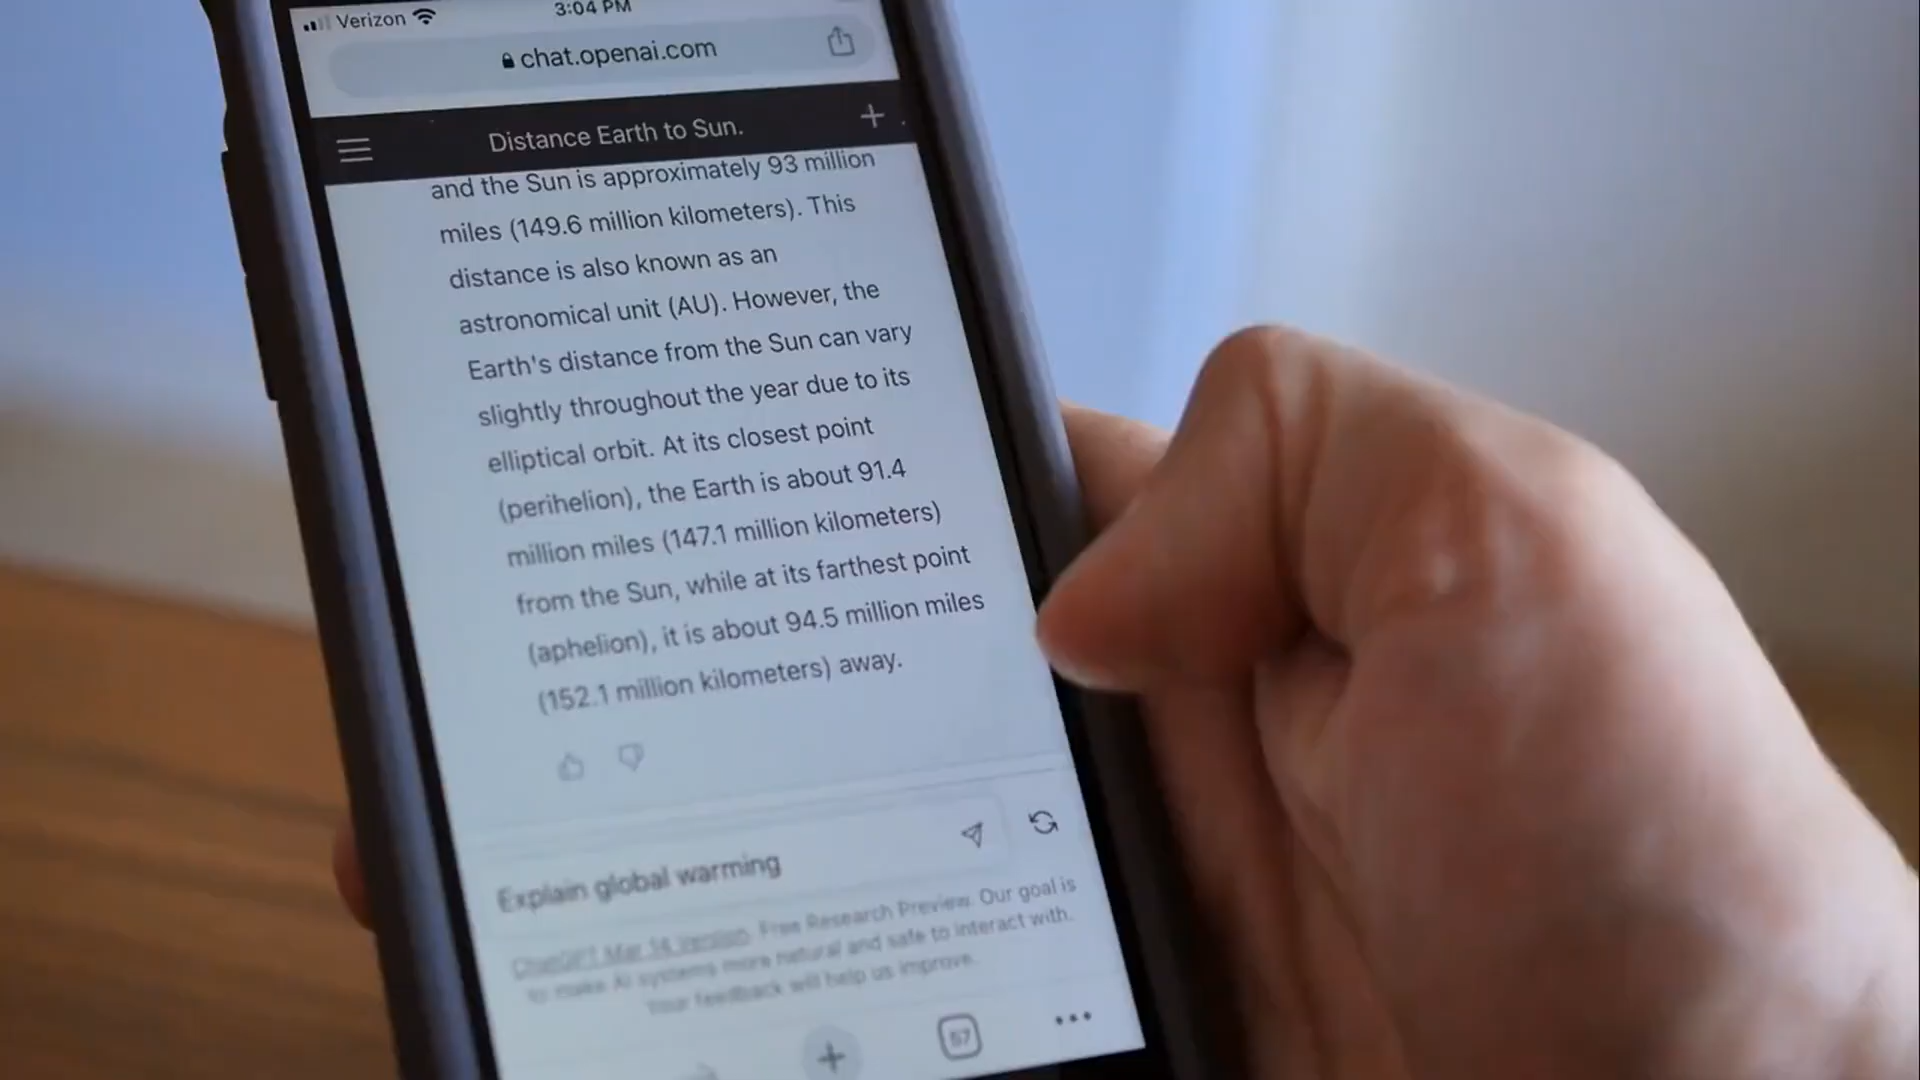 Verizon
3:04 PM
chat.openai.com
Distance Earth to Sun.
and the Sun is approximately 93 million
miles (149.6 million kilometers). This
distance is also known as an
astronomical unit (AU). However, the
Earth's distance from the Sun can vary
slightly throughout the year due to its
elliptical orbit. At its closest point
(perihelion), the Earth is about 91.4
million miles (147.1 million kilometers)
from the Sun, while at its farthest point
(aphelion), it is about 94.5 million miles
(152.1 million kilometers) away.
Explain global warming
ChatGPT Mar 14 Version. Free Research Preview. Our goal is
to make AI systems more natural and safe to interact with.
Your feedback will help us improve.
57